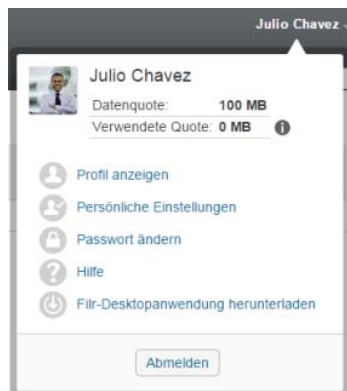 Julio Chavez
Julio Chavez
Datenquote: 100 MB
Verwendete Quote: 0 MB
Profil anzeigen
Persönliche Einstellungen
Passwort ändern
Hilfe
Filr-Desktopanwendung herunterladen
Abmelden